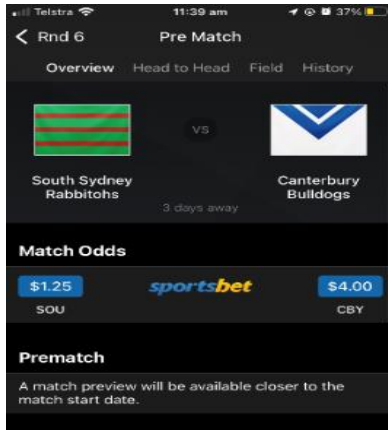 Telstra 11:39 am 37%
Rnd 6 Pre Match
Overview Head to Head Field History
vs
South Sydney Canterbury
Rabbitohs Bulldogs
3 days away
Match Odds
$1.25 sportsbet $4.00
SOU CBY
Prematch
A match preview will be available closer to the
match start date.